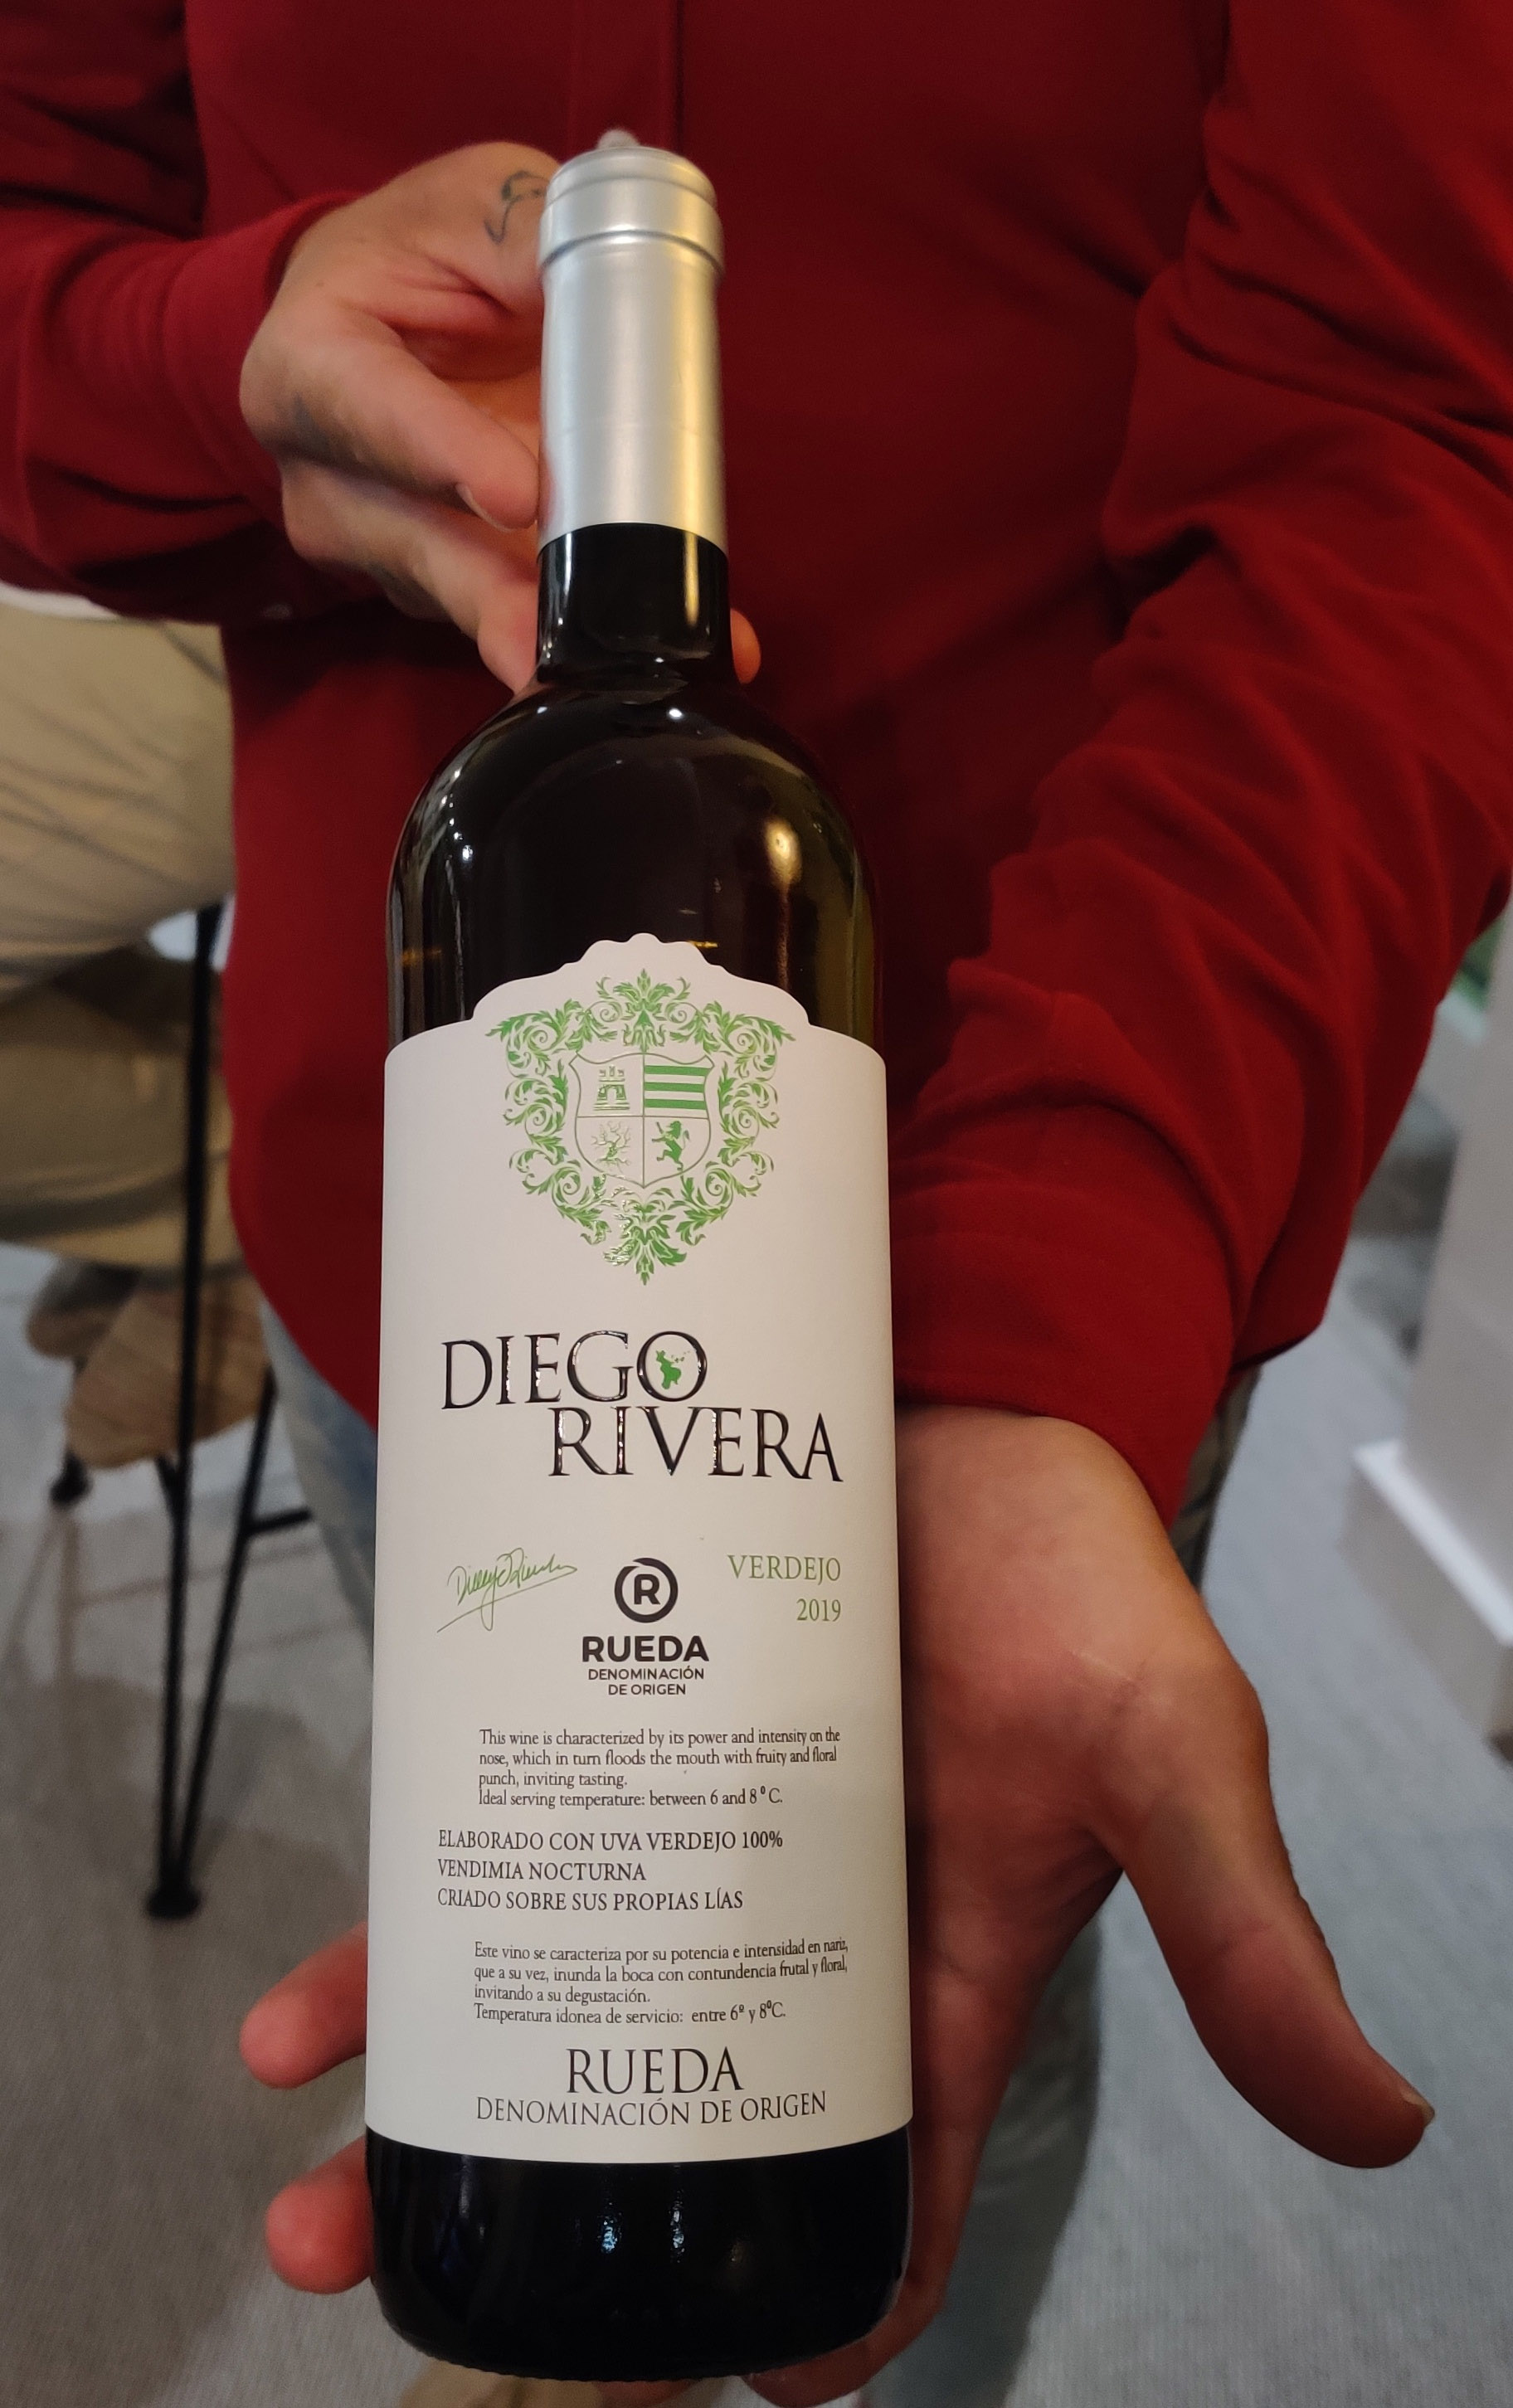 DIEGO
RIVERA
VERDEJO
2019
R
RUEDA
DENOMINACIÓN
DE ORIGEN
This wine is characterized by its power and intensity on the
nose, which in turn floods the mouth with fruity and floral
punch, inviting tasting.
Ideal serving temperature: between 6 and 8 º C.
ELABORADO CON UVA VERDEJO 100%
VENDIMIA NOCTURNA
CRIADO SOBRE SUS PROPIAS LÍAS
Este vino se caracteriza por su potencia e intensidad en nariz,
que a su vez, inunda la boca con contundencia frutal y floral,
invitando a su degustación.
Temperatura idonea de servicio: entre 6º y 8ºC.
RUEDA
DENOMINACIÓN DE ORIGEN